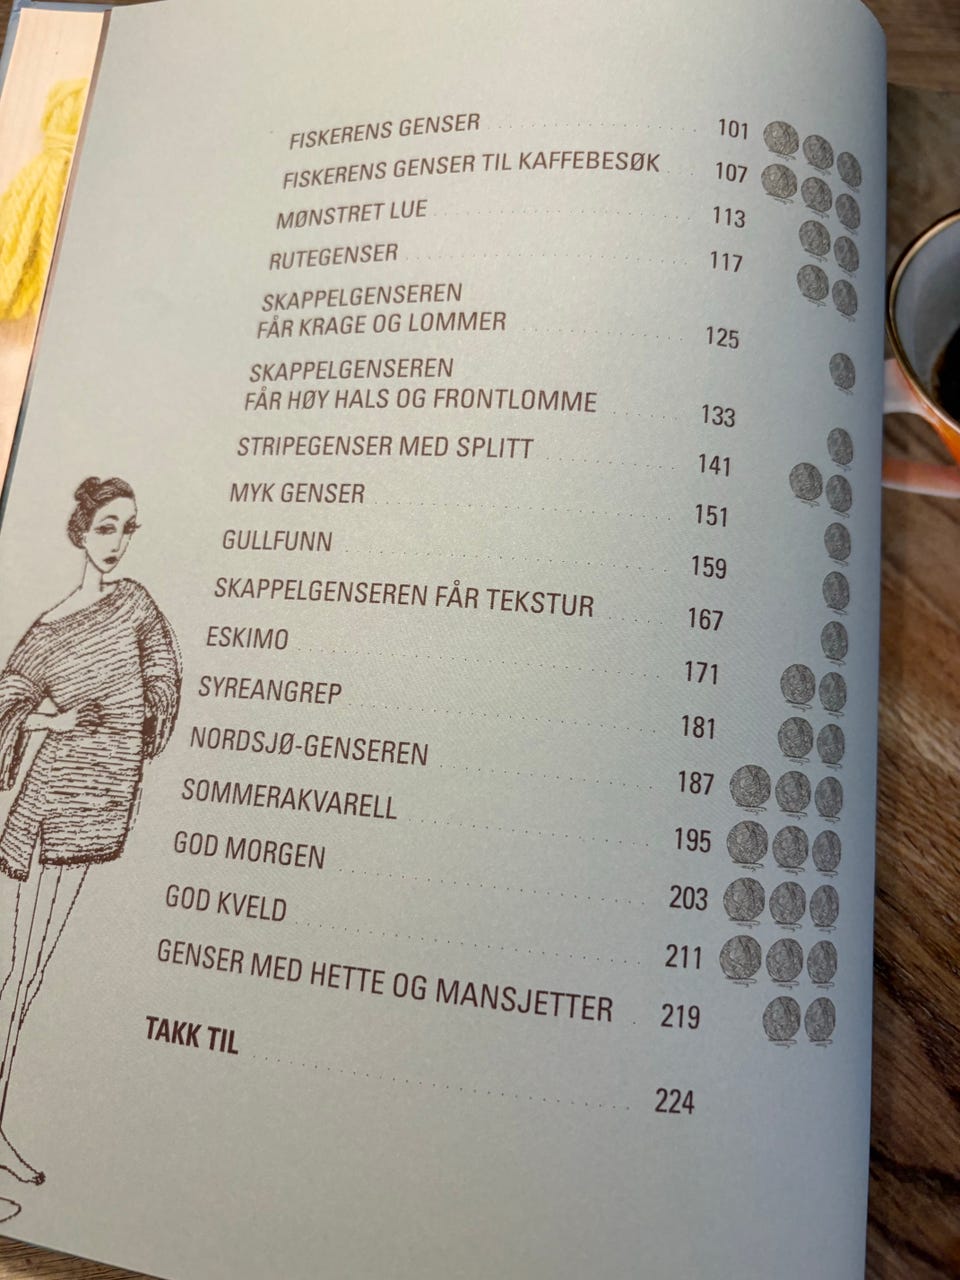 FISKERENS GENSER 101
FISKERENS GENSER TIL KAFFEBESØK 107
MØNSTRET LUE 113
RUTEGENSER 117
SKAPPELGENSEREN
FÅR KRAGE OG LOMMER 125
SKAPPELGENSEREN
FÅR HØY HALS OG FRONTLOMME 133
STRIPEGENSER MED SPLITT 141
MYK GENSER 151
GULLFUNN 159
SKAPPELGENSEREN FÅR TEKSTUR 167
ESKIMO 171
SYREANGREP 181
NORDSJØ-GENSEREN 187
SOMMERAKVARELL 195
GOD MORGEN 203
GOD KVELD 211
GENSER MED HETTE OG MANSJETTER 219
TAKK TIL 224